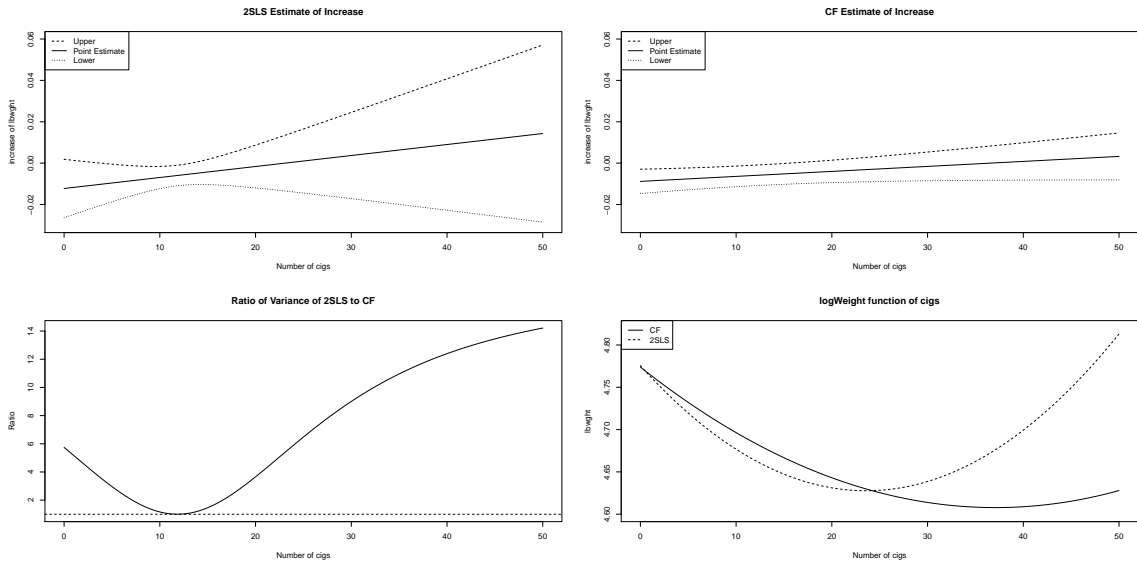 2SLS Estimate of Increase
Upper
Point Estimate
Lower
increase of lbwght
0.06
0.04
0.02
0.00
−0.02
0 10 20 30 40 50
Number of cigs
CF Estimate of Increase
Upper
Point Estimate
Lower
increase of lbwght
0.06
0.04
0.02
0.00
−0.02
0 10 20 30 40 50
Number of cigs
Ratio of Variance of 2SLS to CF
Ratio
14
12
10
8
6
4
2
0 10 20 30 40 50
Number of cigs
logWeight function of cigs
CF
2SLS
lbwght
4.80
4.75
4.70
4.65
4.60
0 10 20 30 40 50
Number of cigs